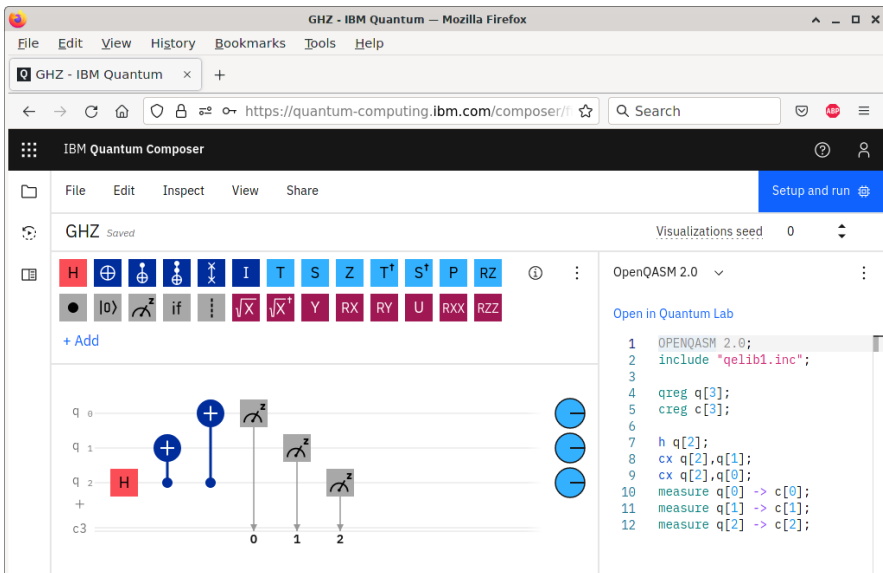 GHZ - IBM Quantum — Mozilla Firefox
File Edit View History Bookmarks Tools Help
Q GHZ - IBM Quantum × +
https://quantum-computing.ibm.com/composer/f Search ABP
IBM Quantum Composer
File Edit Inspect View Share Setup and run
GHZ Saved Visualizations seed 0
H I T S Z T† S† P RZ
|0⟩ z if √X √X† Y RX RY U RXX RZZ
+ Add
OpenQASM 2.0
Open in Quantum Lab
1 OPENQASM 2.0;
2 include "qelib1.inc";
3
4 qreg q[3];
5 creg c[3];
6
7 h q[2];
8 cx q[2],q[1];
9 cx q[2],q[0];
10 measure q[0] -> c[0];
11 measure q[1] -> c[1];
12 measure q[2] -> c[2];
q 0 + z
q 1 + z
q 2 H z
+
c3
0 1 2